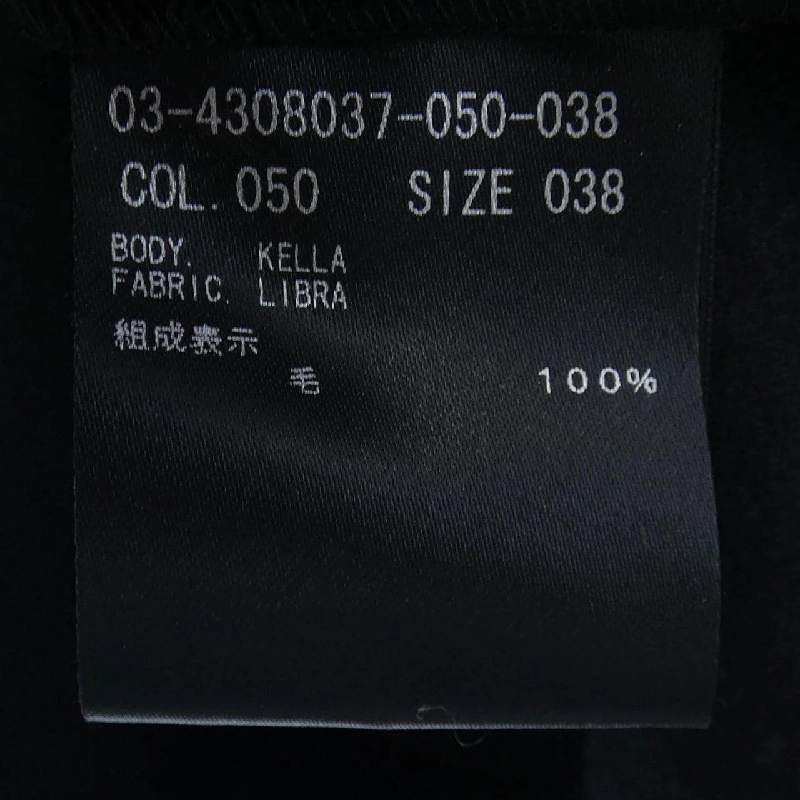 03-4308037-050-038
COL. 050 SIZE 038
BODY. KELLA
FABRIC. LIBRA
組成表示
毛 100%